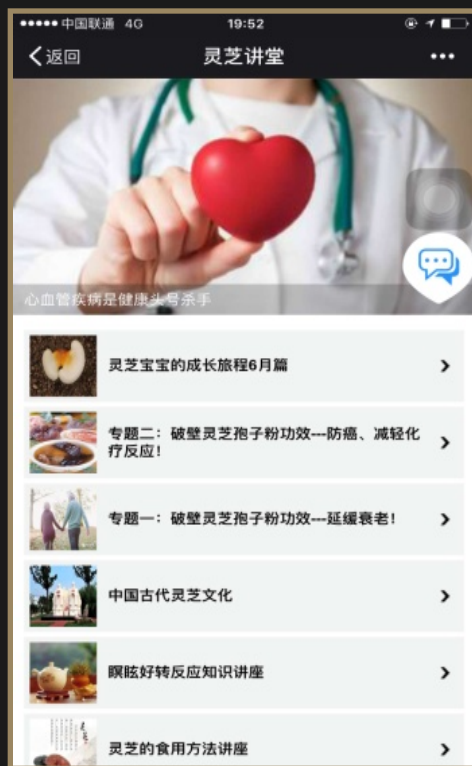 中国联通 4G 19:52
返回 灵芝讲堂
心血管疾病是健康头号杀手
灵芝宝宝的成长旅程6月篇
专题二：破壁灵芝孢子粉功效---防癌、减轻化
疗反应！
专题一：破壁灵芝孢子粉功效---延缓衰老！
中国古代灵芝文化
瞑眩好转反应知识讲座
灵芝的食用方法讲座